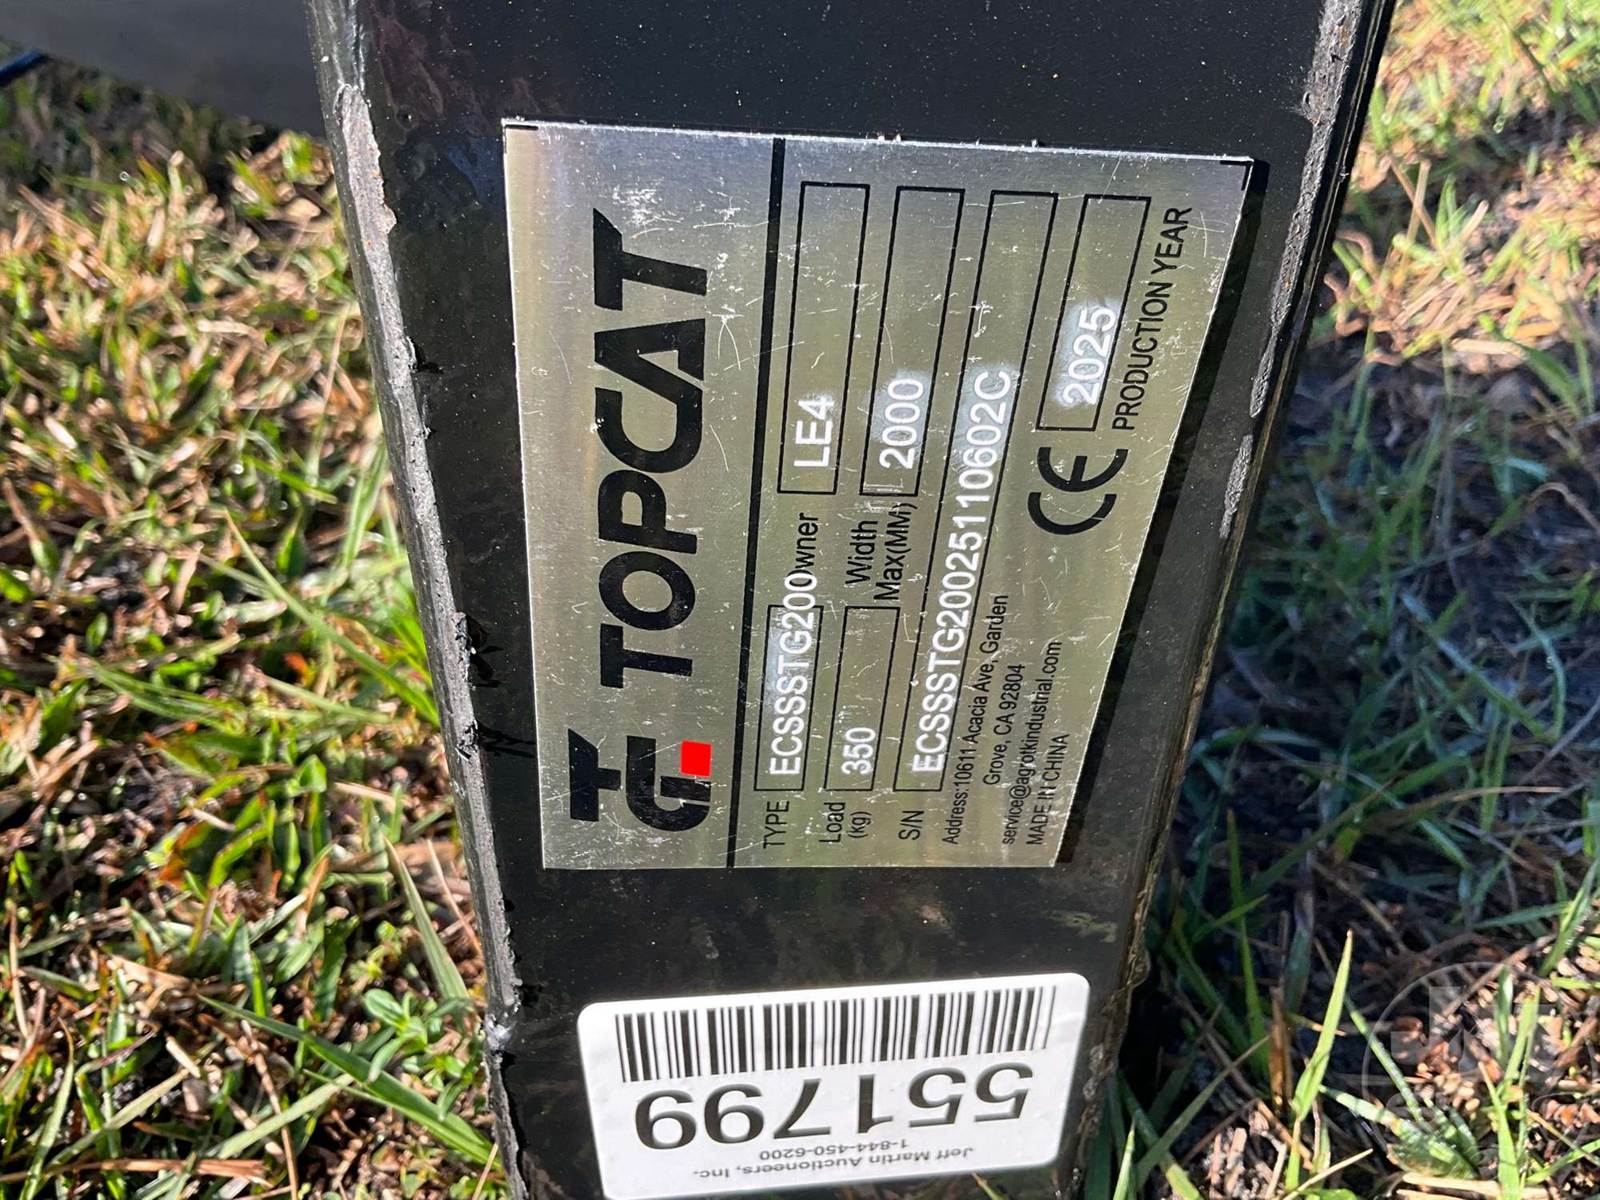 TOPCAT
TYPE ECSSSTG200 wner LE4
Load (kg) 350 Width Max(MM) 2000
S/N ECSSSTG20025110602C
Address:10611 Acacia Ave, Garden
Grove, CA 92804
service@agrotkindustrial.com
MADE IN CHINA
CE
2025
PRODUCTION YEAR
551799
Jeff Martin Auctioneers, Inc.
1-844-450-6200